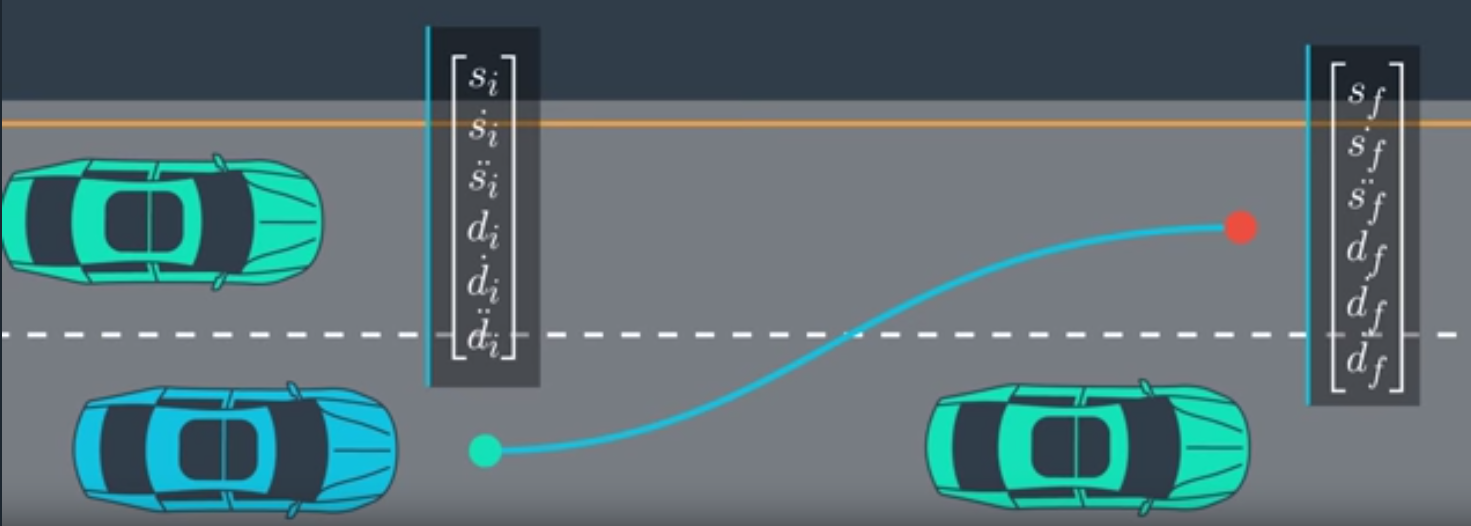 s_i
ṡ_i
s̈_i
d_i
ḋ_i
d̈_i
s_f
ṡ_f
s̈_f
d_f
ḋ_f
d̈_f